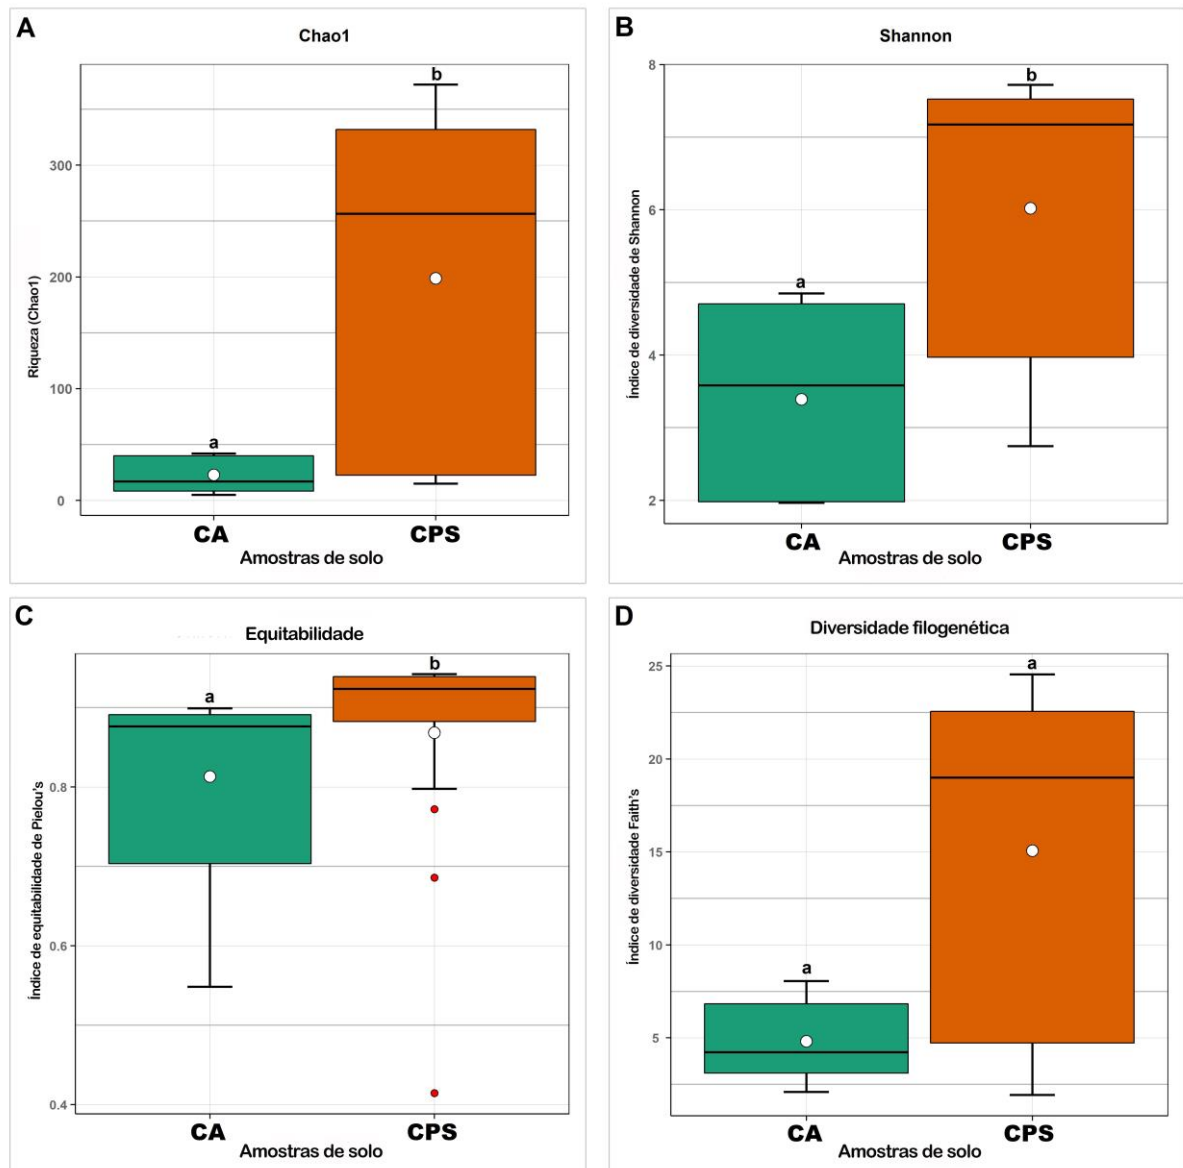 A
Chao1
b
300
200
100
0
a
Riqueza (Chao1)
CA
CPS
Amostras de solo
B
Shannon
8
b
6
a
4
2
Índice de diversidade de Shannon
CA
CPS
Amostras de solo
C
Equitabilidade
b
a
0.8
0.6
0.4
Índice de equitabilidade de Pielou's
CA
CPS
Amostras de solo
D
Diversidade filogenética
25
a
20
15
10
a
5
Índice de diversidade Faith's
CA
CPS
Amostras de solo